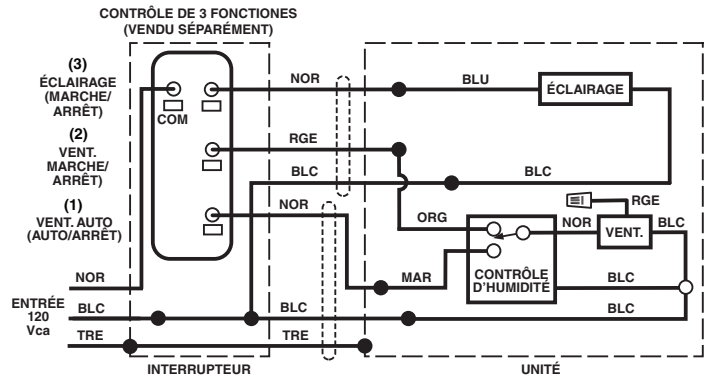 CONTRÔLE DE 3 FONCTIONES
(VENDU SÉPARÉMENT)
(3)
ÉCLAIRAGE
(MARCHE/
ARRÊT)
COM
NOR
BLU
ÉCLAIRAGE
(2)
VENT.
MARCHE/
ARRÊT)
RGE
BLC
BLC
(1)
VENT. AUTO
(AUTO/ARRÊT)
NOR
ORG
NOR
RGE
VENT.
BLC
MAR
CONTRÔLE
D'HUMIDITÉ
BLC
NOR
ENTRÉE
120
Vca
BLC
BLC
BLC
TRE
TRE
INTERRUPTEUR
UNITÉ